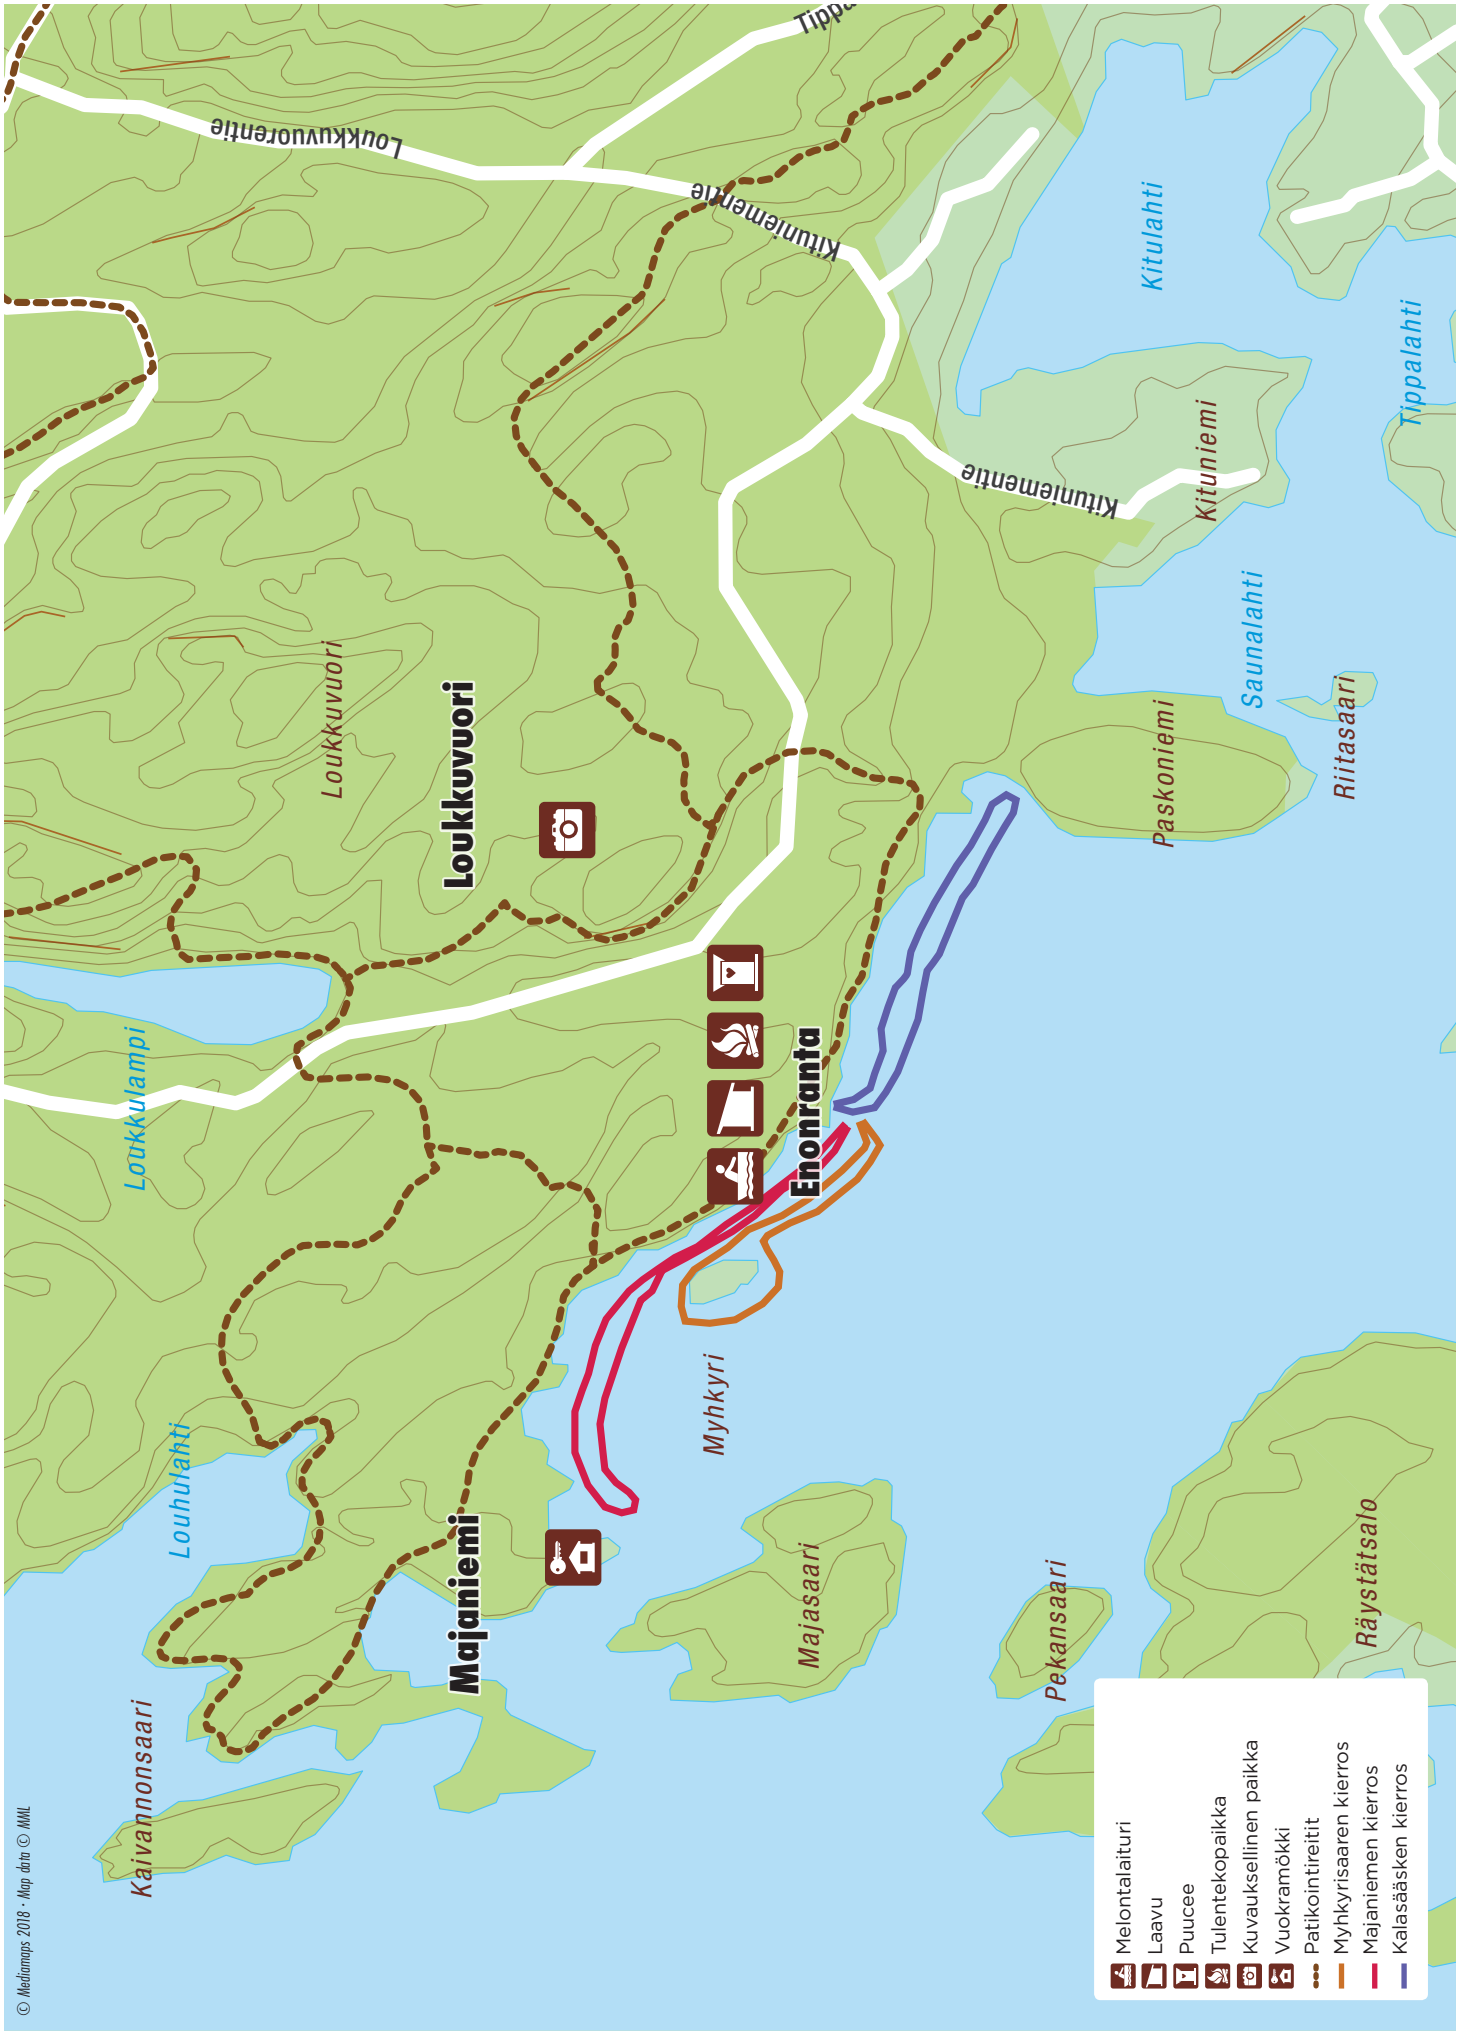 © Mediamaps 2018 • Map data © MML
Kaivannonsaari
Louhulahti
Loukkulampi
Loukkuvuori
Loukkuvuori
Loukkuvuorentie
Kituniementie
Kituniementie
Majaniemi
Enonranta
Myhkyri
Majasaari
Pekansaari
Räystätsalo
Paskoniemi
Riitasaari
Saunalahti
Kituniemi
Kitulahti
Tippalahti
Melontalaituri
Laavu
Puucee
Tulentekopaikka
Kuvauksellinen paikka
Vuokramökki
Patikointireitit
Myhkyrisaaren kierros
Majaniemen kierros
Kalasääsken kierros